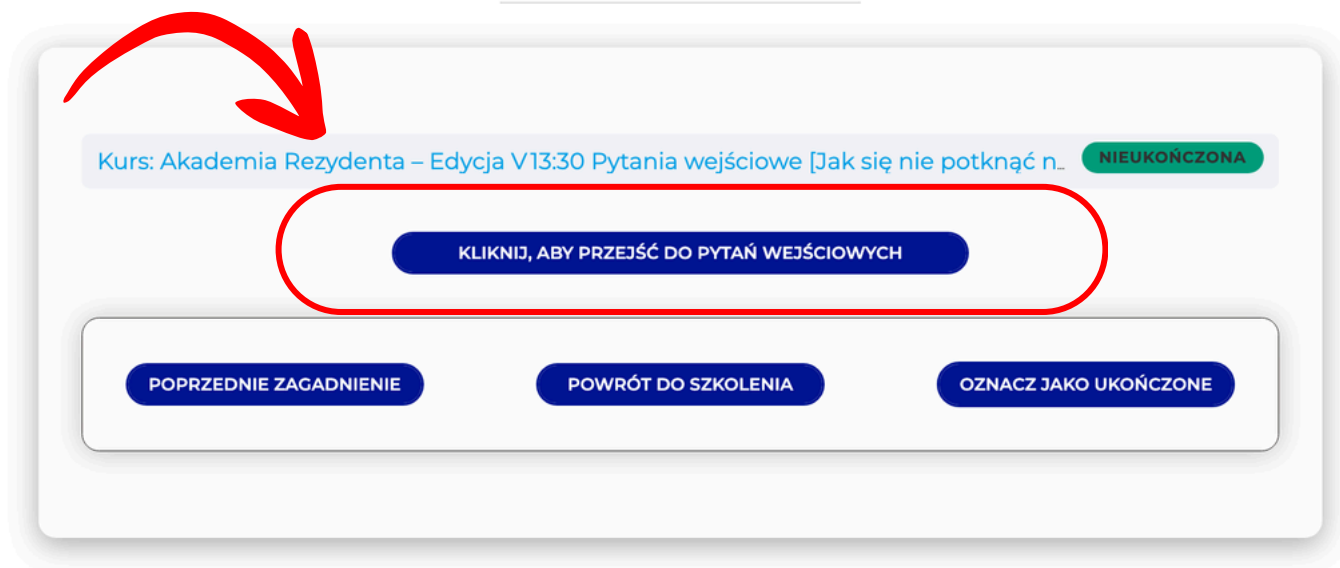 Kurs: Akademia Rezydenta – Edycja V13:30 Pytania wejściowe [Jak się nie potknąć n... NIEUKOŃCZONA
KLIKNIJ, ABY PRZEJŚĆ DO PYTAŃ WEJŚCIOWYCH
POPRZEDNIE ZAGADNIENIE POWRÓT DO SZKOLENIA OZNACZ JAKO UKOŃCZONE